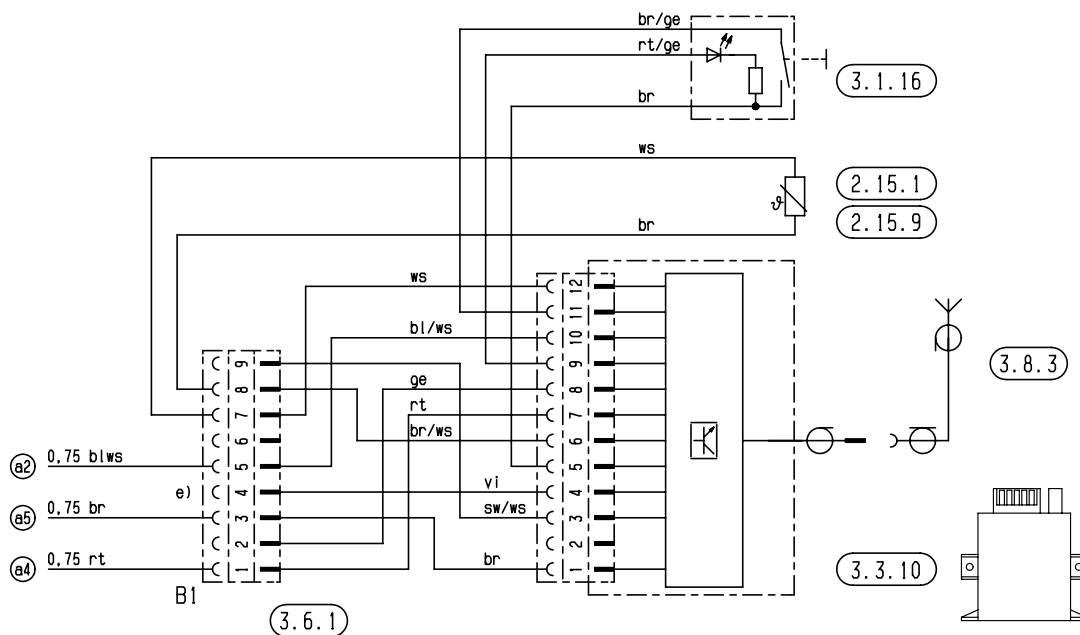 br/ge
rt/ge
3.1.16
br
ws
2.15.1
ϑ
2.15.9
br
ws
12
11
bl/ws
10
3.8.3
9
9
ge
8
8
rt
7
7
br/ws
6
6
a2 0,75 blws
5
5
e)
vi
4
4
sw/ws
a5 0,75 br
3
3
2
2
br
a4 0,75 rt
1
1
3.3.10
B1
3.6.1